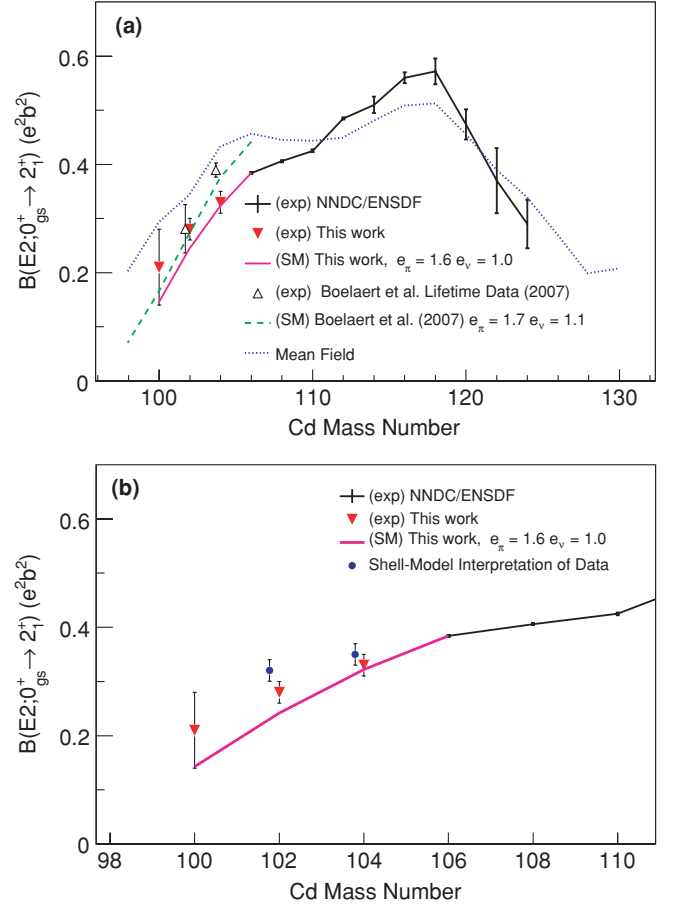 (a)
0.6
0.4
0.2
0
B(E2;0⁺gs → 2⁺₁) (e²b²)
(exp) NNDC/ENSDF
(exp) This work
(SM) This work, eπ = 1.6 eν = 1.0
(exp) Boelaert et al. Lifetime Data (2007)
(SM) Boelaert et al. (2007) eπ = 1.7 eν = 1.1
Mean Field
100 110 120 130
Cd Mass Number
(b)
0.6
0.4
0.2
0
B(E2;0⁺gs → 2⁺₁) (e²b²)
(exp) NNDC/ENSDF
(exp) This work
(SM) This work, eπ = 1.6 eν = 1.0
Shell-Model Interpretation of Data
98 100 102 104 106 108 110
Cd Mass Number